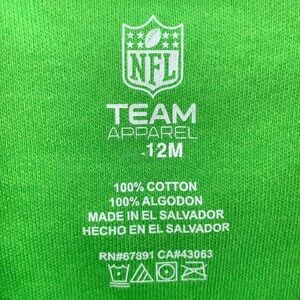 NFL
TEAM
APPAREL
12M
100% COTTON
100% ALGODON
MADE IN EL SALVADOR
HECHO EN EL SALVADOR
RN#67891 CA#43063